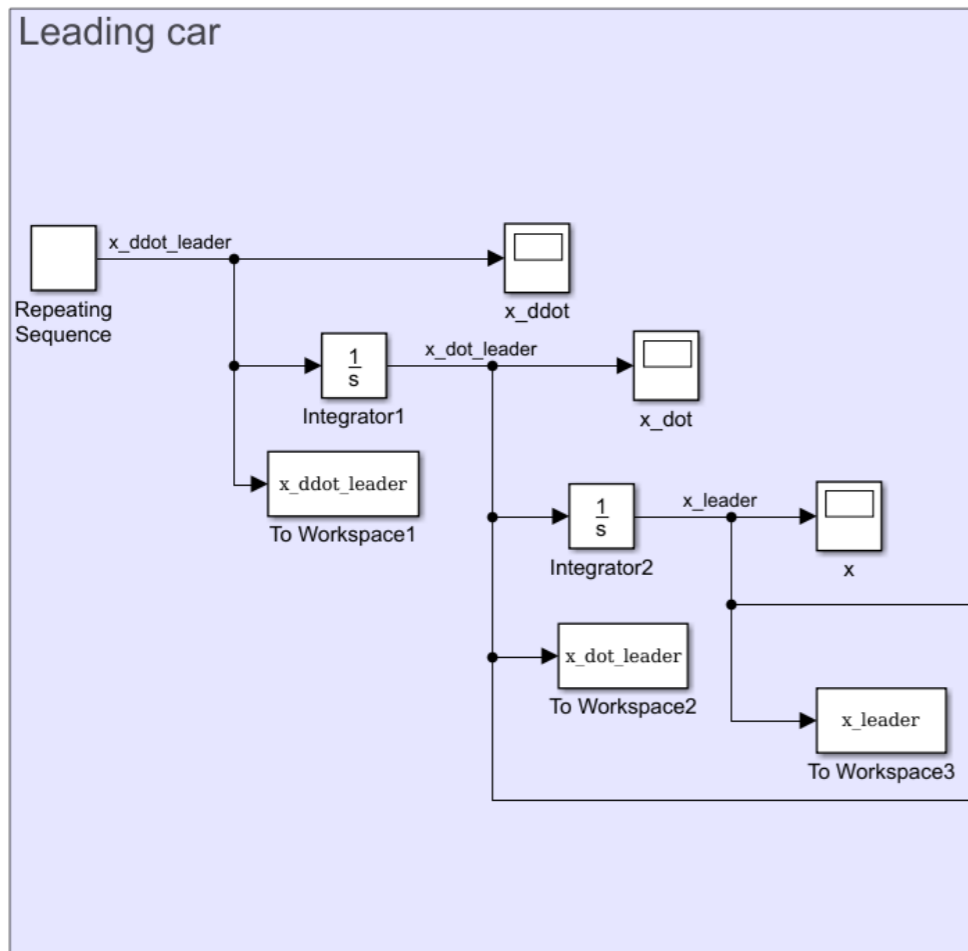 Leading car
x_ddot_leader
Repeating
Sequence
x_ddot
x_dot_leader
1
s
Integrator1
x_dot
x_ddot_leader
To Workspace1
x_leader
1
s
Integrator2
x
x_dot_leader
To Workspace2
x_leader
To Workspace3